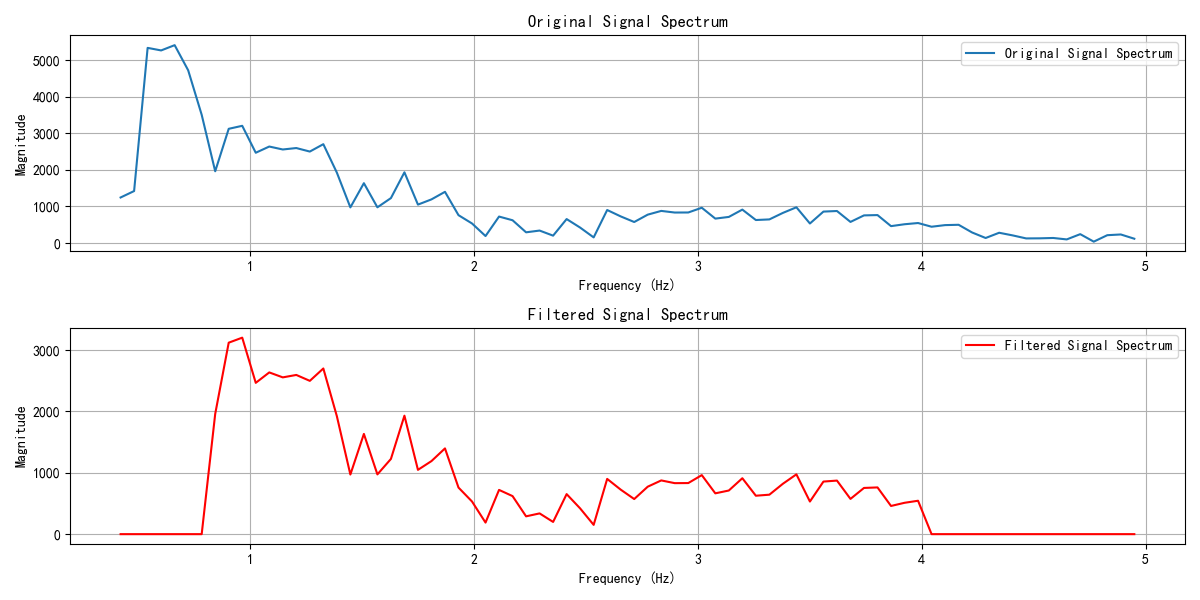 Original Signal Spectrum
Original Signal Spectrum
5000
4000
3000
2000
1000
0
Magnitude
1
2
3
4
5
Frequency (Hz)
Filtered Signal Spectrum
Filtered Signal Spectrum
3000
2000
1000
0
Magnitude
1
2
3
4
5
Frequency (Hz)